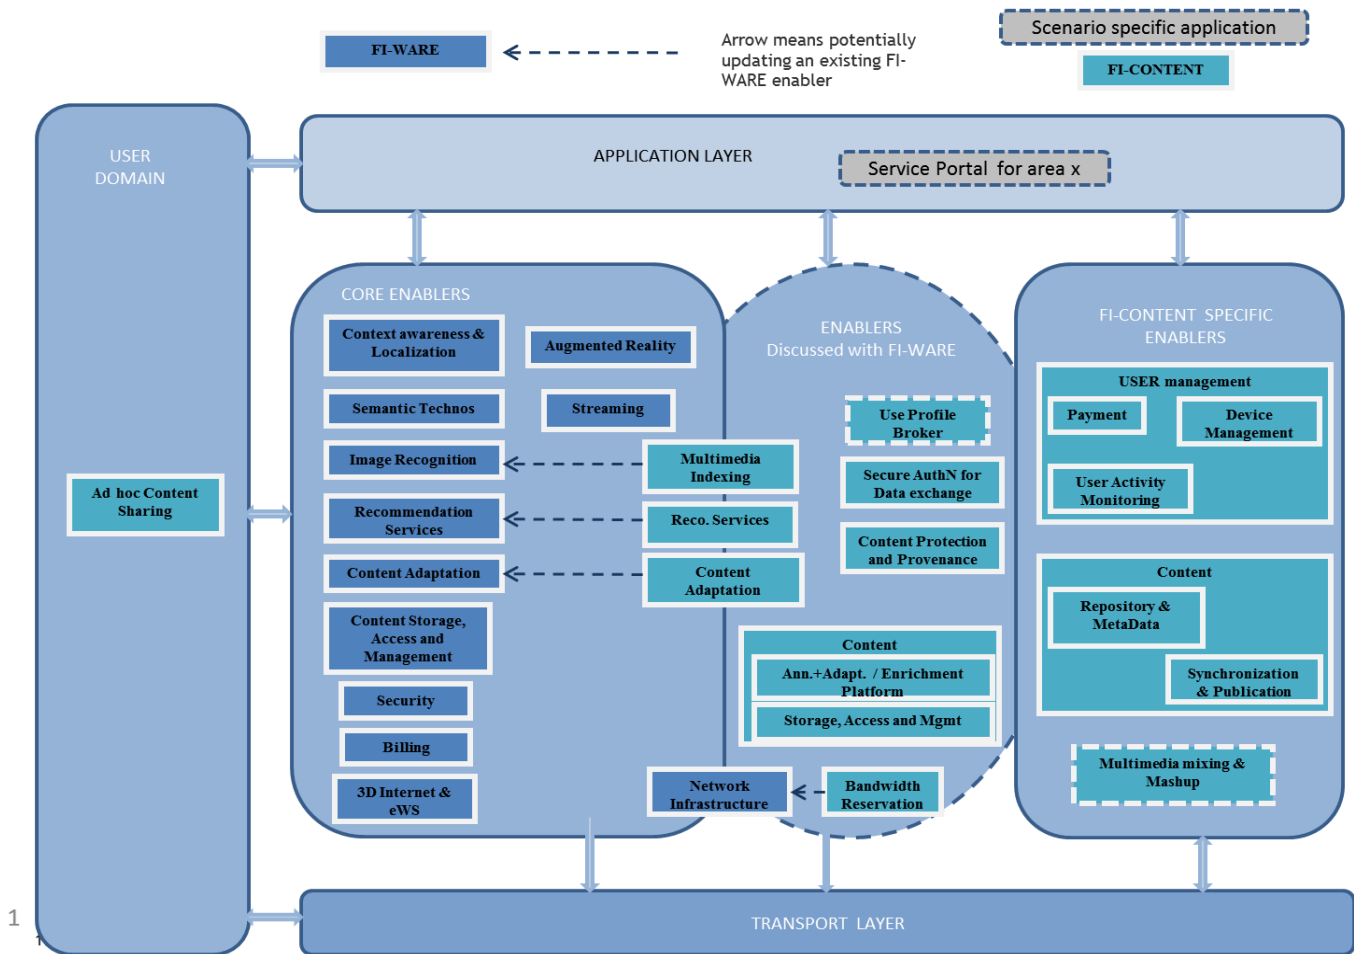 FI-WARE
Arrow means potentially
updating an existing FI-
WARE enabler
Scenario specific application
FI-CONTENT
USER
DOMAIN
APPLICATION LAYER
Service Portal for area x
CORE ENABLERS
Context awareness &
Localization
Augmented Reality
Semantic Technos
Streaming
Image Recognition
Recommendation
Services
Content Adaptation
Content Storage,
Access and
Management
Security
Billing
3D Internet &
eWS
Multimedia
Indexing
Reco. Services
Content
Adaptation
Network
Infrastructure
ENABLERS
Discussed with FI-WARE
Use Profile
Broker
Secure AuthN for
Data exchange
Content Protection
and Provenance
Content
Ann.+Adapt. / Enrichment
Platform
Storage, Access and Mgmt
Bandwidth
Reservation
FI-CONTENT SPECIFIC
ENABLERS
USER management
Payment
Device
Management
User Activity
Monitoring
Content
Repository &
MetaData
Synchronization
& Publication
Multimedia mixing &
Mashup
Ad hoc Content
Sharing
TRANSPORT LAYER
1
1